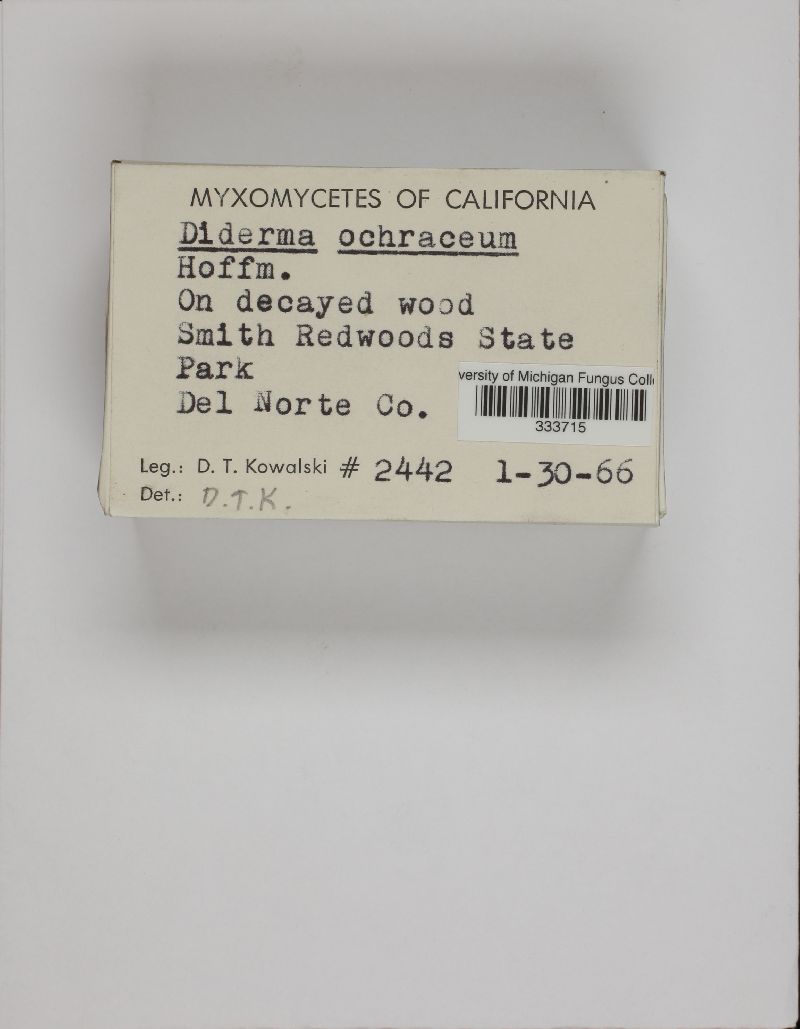 MYXOMYCETES OF CALIFORNIA
Diderma ochraceum
Hoffm.
On decayed wood
Smith Redwoods State
Park
Del Norte Co.
versity of Michigan Fungus Coll
333715
Leg.: D. T. Kowalski # 2442 1-30-66
Det.: D.T.K.